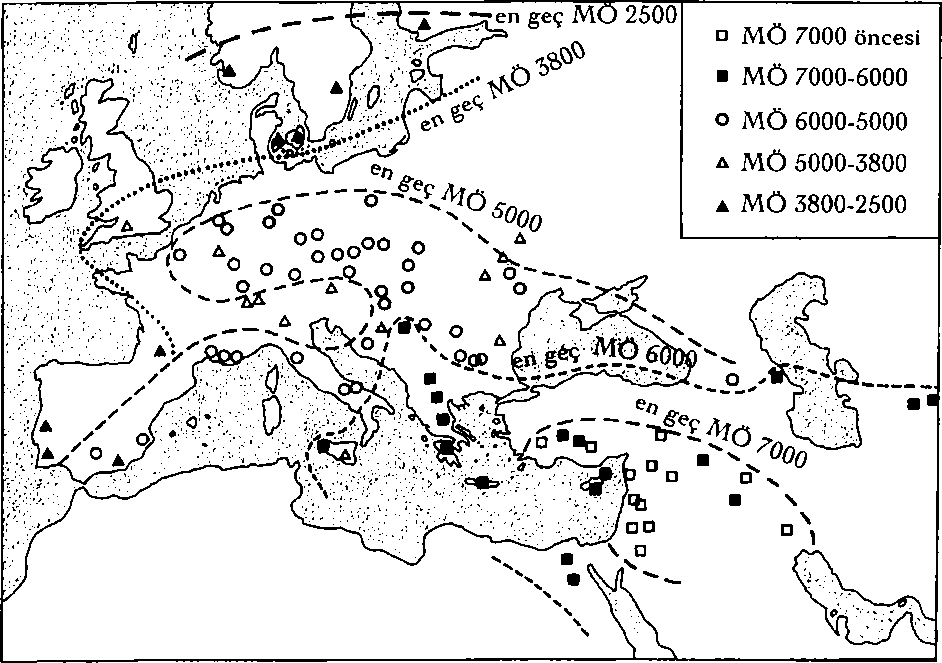 en geç MÖ 2500
en geç MÖ 3800
en geç MÖ 5000
en geç MÖ 6000
en geç MÖ 7000
MÖ 7000 öncesi
MÖ 7000-6000
MÖ 6000-5000
MÖ 5000-3800
MÖ 3800-2500